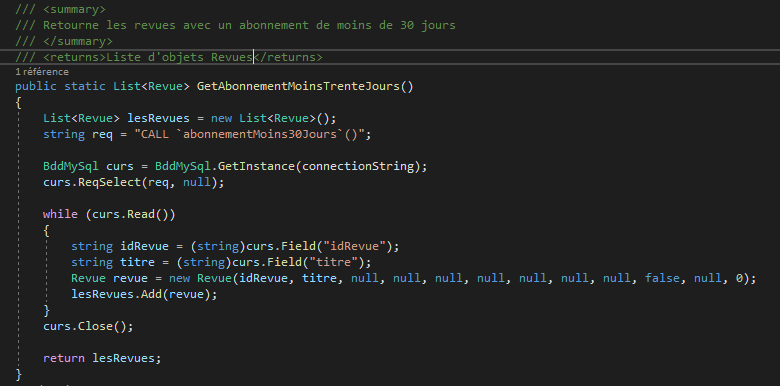 /// <summary>
/// Retourne les revues avec un abonnement de moins de 30 jours
/// </summary>
/// <returns>Liste d'objets Revues</returns>
1 référence
public static List<Revue> GetAbonnementMoinsTrenteJours()
{
List<Revue> lesRevues = new List<Revue>();
string req = "CALL `abonnementMoins30Jours`()";
BddMySql curs = BddMySql.GetInstance(connectionString);
curs.ReqSelect(req, null);
while (curs.Read())
{
string idRevue = (string)curs.Field("idRevue");
string titre = (string)curs.Field("titre");
Revue revue = new Revue(idRevue, titre, null, null, null, null, null, null, null, false, null, 0);
lesRevues.Add(revue);
}
curs.Close();
return lesRevues;
}